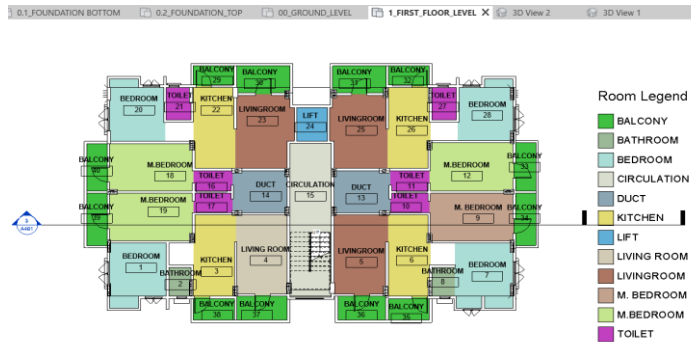 0.1_FOUNDATION BOTTOM 0.2_FOUNDATION_TOP 00_GROUND_LEVEL 1_FIRST_FLOOR_LEVEL 3D View 2 3D View 1
BALCONY
29
BALCONY
30
BALCONY
31
BALCONY
32
BEDROOM
20
TOILET
21
KITCHEN
22
LIVINGROOM
23
LIFT
24
LIVINGROOM
25
KITCHEN
26
TOILET
27
BEDROOM
28
BALCONY
40
M.BEDROOM
18
TOILET
16
TOILET
17
DUCT
14
CIRCULATION
15
DUCT
13
TOILET
11
TOILET
10
M.BEDROOM
12
BALCONY
33
BALCONY
39
M.BEDROOM
19
M. BEDROOM
9
BALCONY
34
3
A401
BEDROOM
1
BATHROOM
2
KITCHEN
3
LIVING ROOM
4
LIVINGROOM
5
KITCHEN
6
BATHROOM
8
BEDROOM
7
BALCONY
38
BALCONY
37
BALCONY
36
BALCONY
35
Room Legend
BALCONY
BATHROOM
BEDROOM
CIRCULATION
DUCT
KITCHEN
LIFT
LIVING ROOM
LIVINGROOM
M. BEDROOM
M.BEDROOM
TOILET